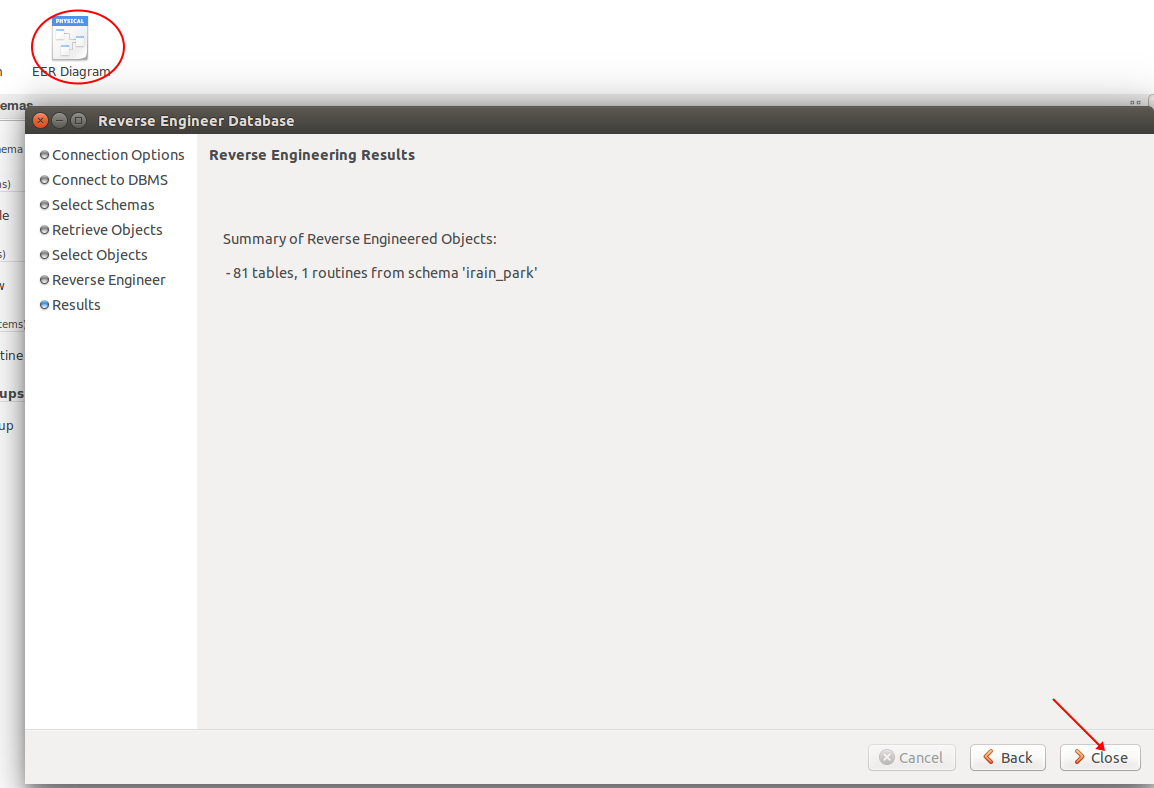 PHYSICAL
EER Diagram
emas
Reverse Engineer Database
Connection Options
Connect to DBMS
Select Schemas
Retrieve Objects
Select Objects
Reverse Engineer
Results
Reverse Engineering Results
Summary of Reverse Engineered Objects:
- 81 tables, 1 routines from schema 'irain_park'
ema
s)
le
s)
w
tems)
tine
ups
up
Cancel
Back
Close